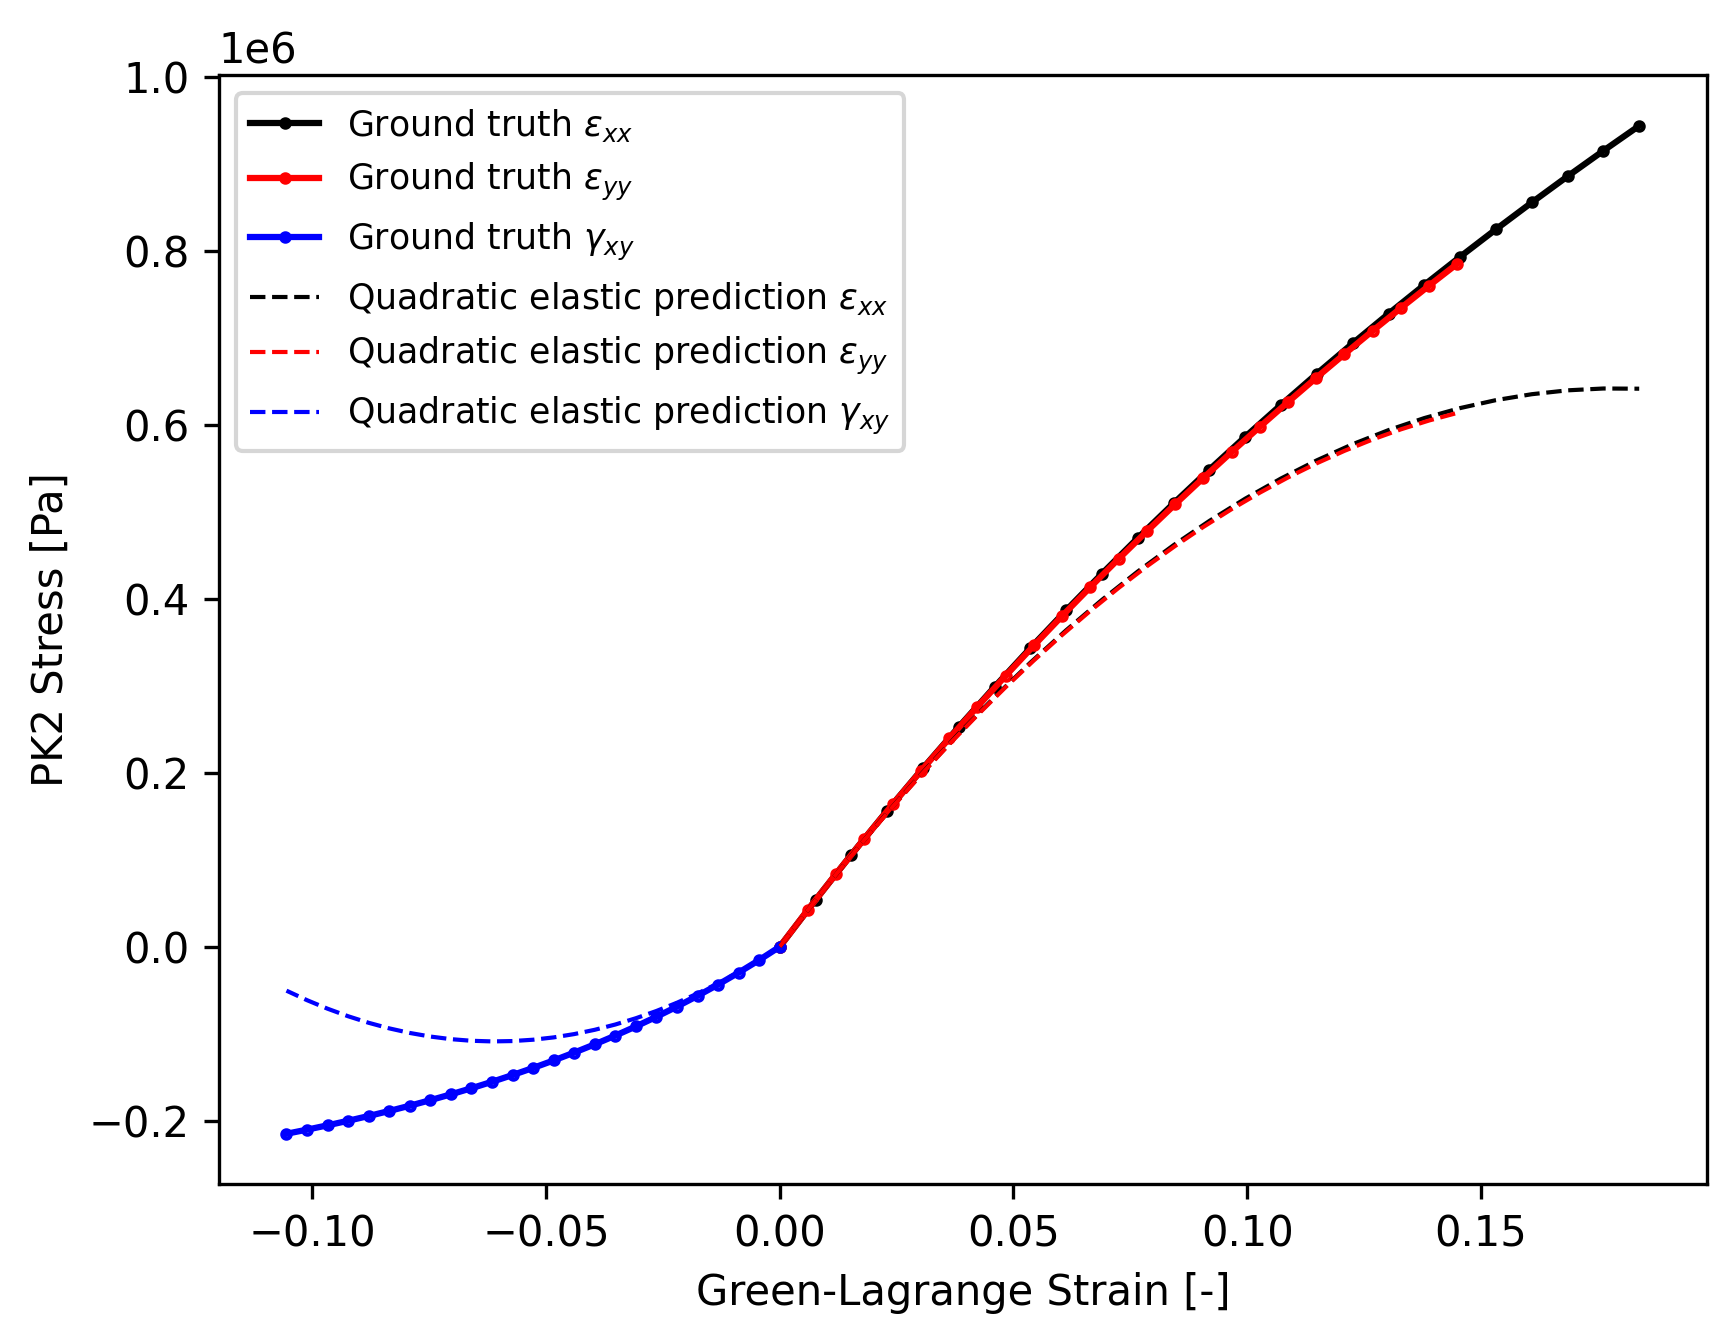 1e6
1.0
0.8
0.6
0.4
0.2
0.0
−0.2
PK2 Stress [Pa]
Ground truth εxx
Ground truth εyy
Ground truth γxy
Quadratic elastic prediction εxx
Quadratic elastic prediction εyy
Quadratic elastic prediction γxy
−0.10 −0.05 0.00 0.05 0.10 0.15
Green-Lagrange Strain [-]